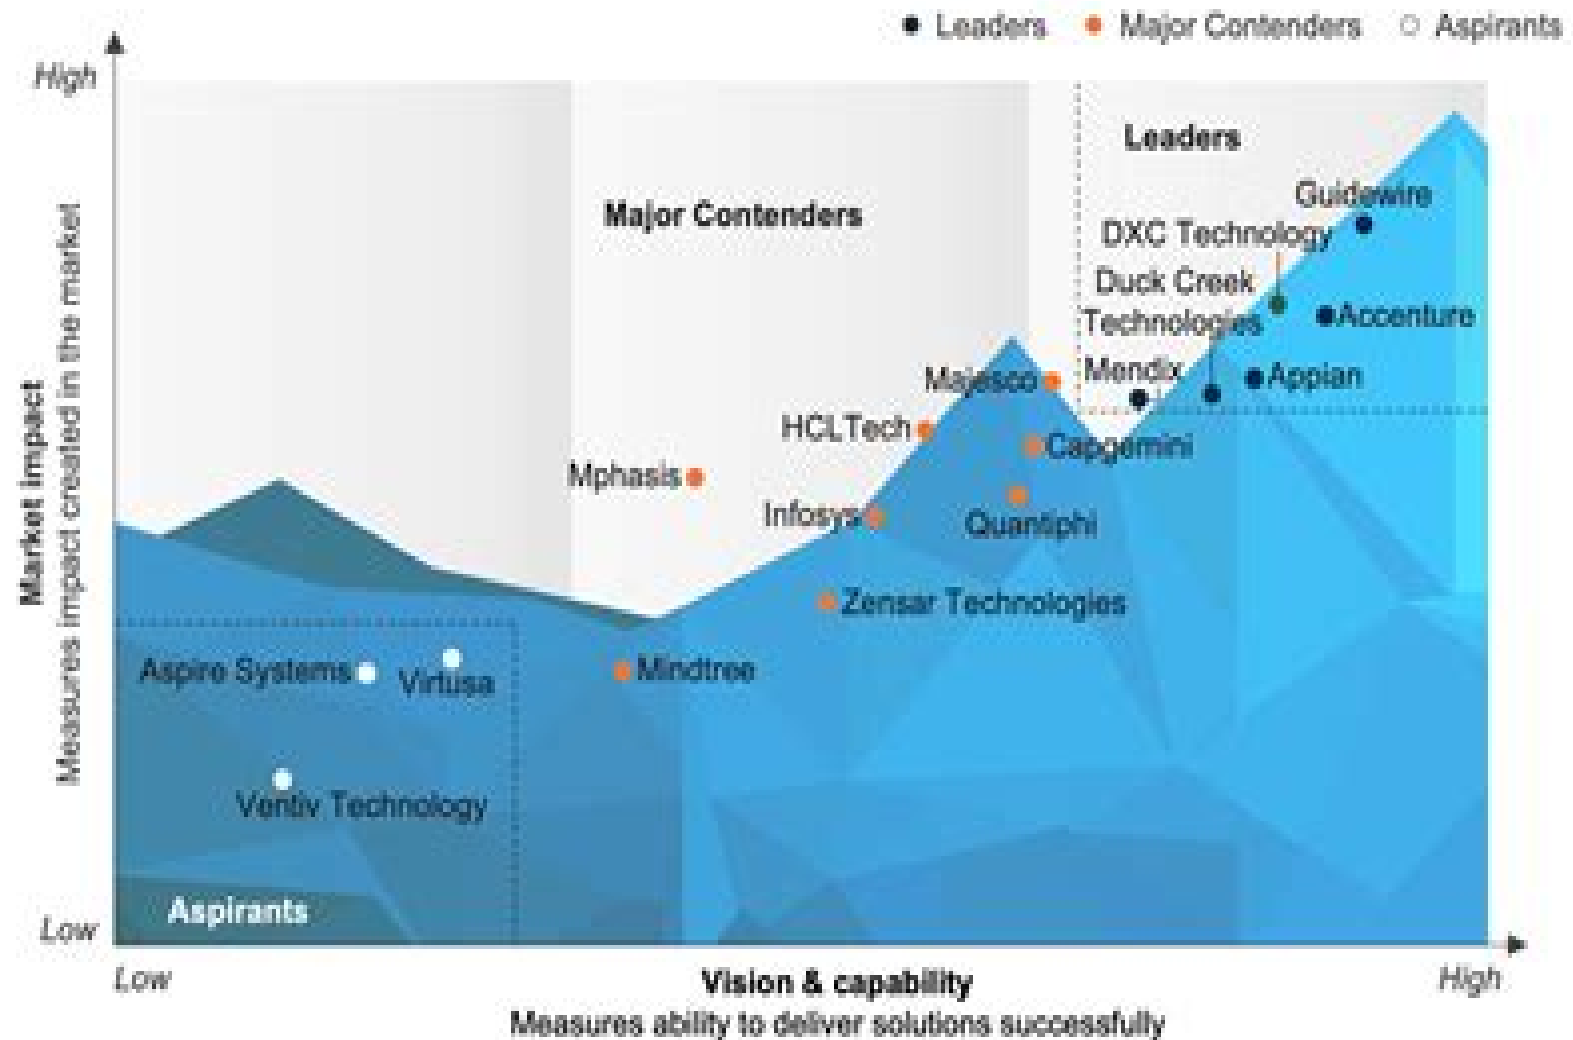 Leaders
Major Contenders
Aspirants
High
Leaders
Guidewire
Major Contenders
DXC Technology
Duck Creek
Technologies
Accenture
Mendix
Appian
Majesco
HCLTech
Capgemini
Mphasis
Infosys
Quantiphi
Zensar Technologies
Aspire Systems
Virtusa
Mindtree
Ventiv Technology
Aspirants
Market impact
Measures impact created in the market
Low
Low
Vision & capability
High
Measures ability to deliver solutions successfully